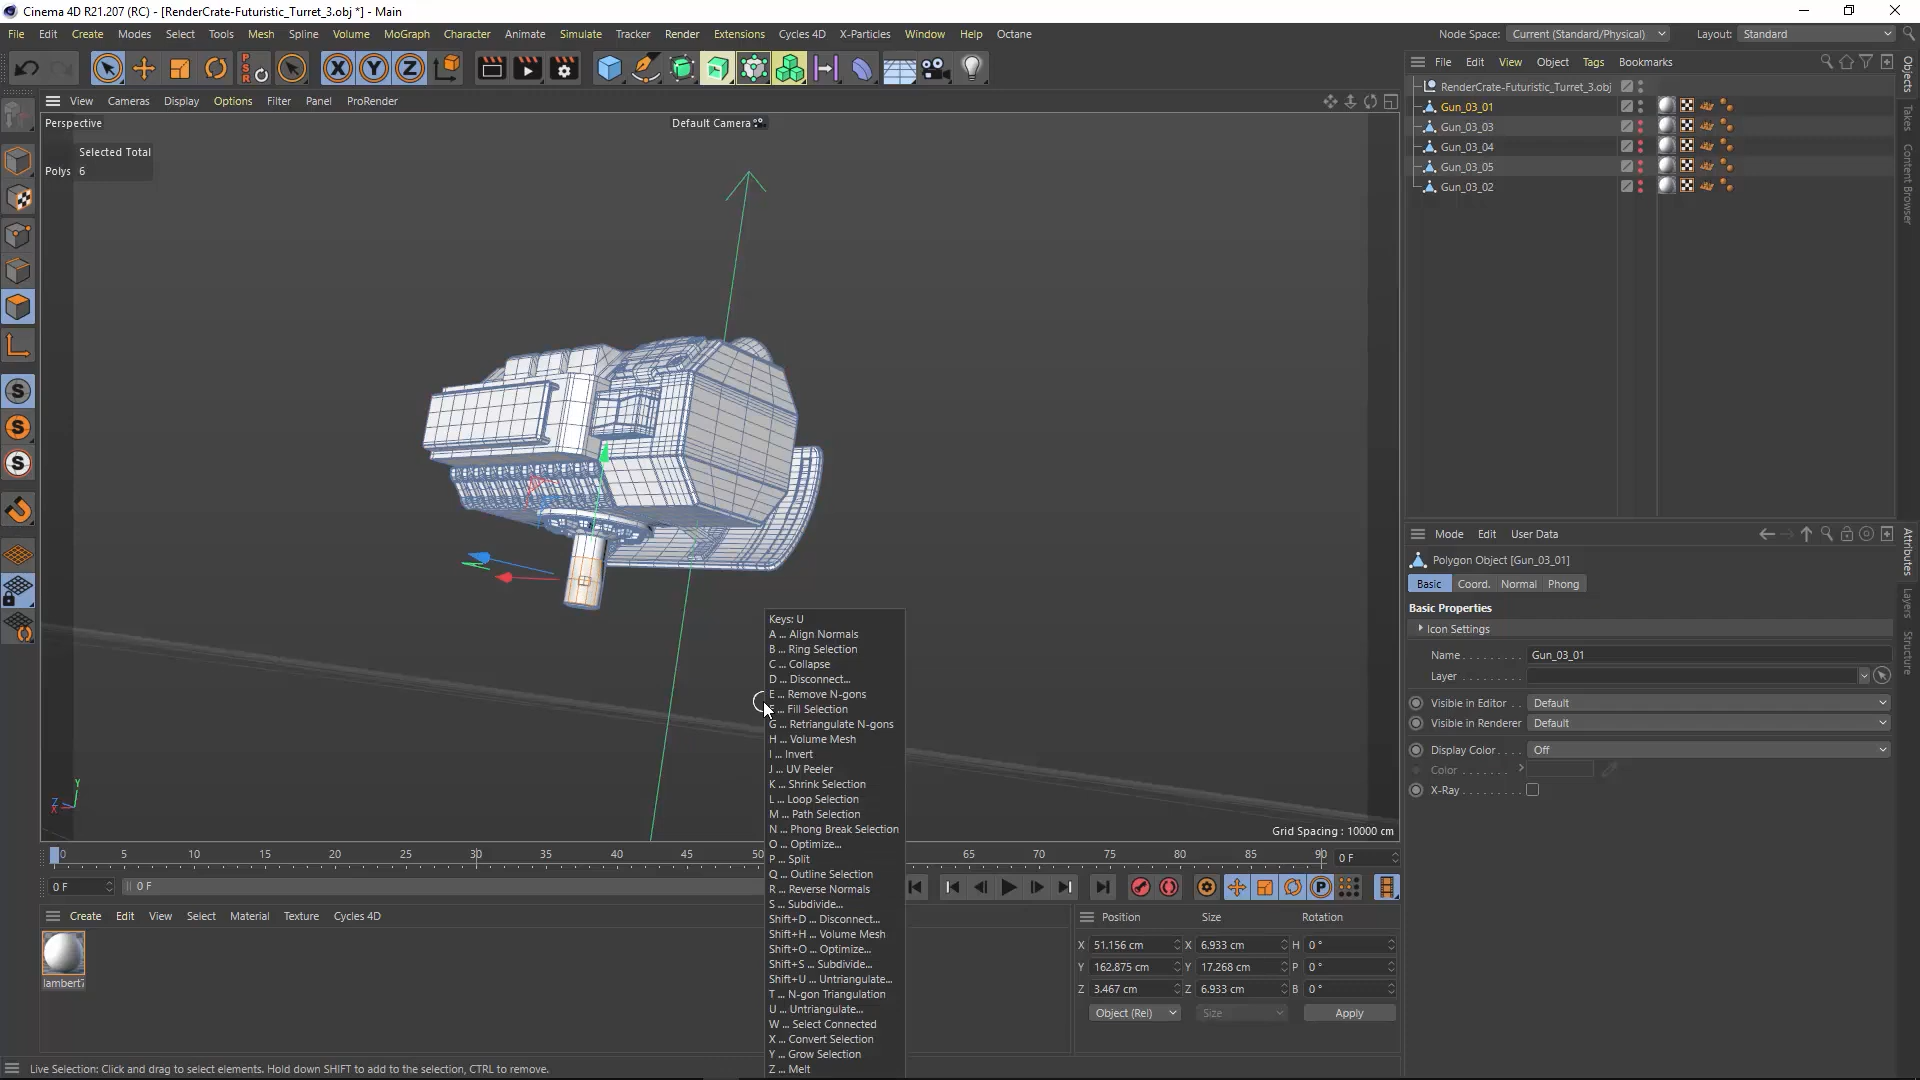 Cinema 4D R21.207 (RC) - [RenderCrate-Futuristic_Turret_3.obj *] - Main
File Edit Create Modes Select Tools Mesh Spline Volume MoGraph Character Animate Simulate Tracker Render Extensions Cycles 4D X-Particles Window Help Octane
Node Space: Current (Standard/Physical) Layout: Standard
View Cameras Display Options Filter Panel ProRender
File Edit View Object Tags Bookmarks
Perspective
Default Camera
Selected Total
Polys 6
RenderCrate-Futuristic_Turret_3.obj
Gun_03_01
Gun_03_03
Gun_03_04
Gun_03_05
Gun_03_02
Objects
Takes
Content Browser
Keys: U
A ... Align Normals
B ... Ring Selection
C ... Collapse
D ... Disconnect...
E ... Remove N-gons
... Fill Selection
G ... Retriangulate N-gons
H ... Volume Mesh
I ... Invert
J ... UV Peeler
K ... Shrink Selection
L ... Loop Selection
M ... Path Selection
N ... Phong Break Selection
O ... Optimize...
P ... Split
Q ... Outline Selection
R ... Reverse Normals
S ... Subdivide...
Shift+D ... Disconnect...
Shift+H ... Volume Mesh
Shift+O ... Optimize...
Shift+S ... Subdivide...
Shift+U ... Untriangulate...
T ... N-gon Triangulation
U ... Untriangulate...
W ... Select Connected
X ... Convert Selection
Y ... Grow Selection
Z ... Melt
Mode Edit User Data
Polygon Object [Gun_03_01]
Basic Coord. Normal Phong
Basic Properties
Icon Settings
Name . . . . . . . . Gun_03_01
Layer . . . . . . . .
Visible in Editor . . Default
Visible in Renderer Default
Display Color . . . . Off
Color . . . . . . .
X-Ray . . . . . . . . .
Attributes
Layers
Structure
Y
Z
X
Grid Spacing : 10000 cm
0 5 10 15 20 25 30 35 40 45 50 65 70 75 80 85 90 0 F
0 F 0 F
Create Edit View Select Material Texture Cycles 4D
lambert
Position Size Rotation
X 51.156 cm X 6.933 cm H 0 °
Y 162.875 cm Y 17.268 cm P 0 °
Z 3.467 cm Z 6.933 cm B 0 °
Object (Rel) Size Apply
Live Selection: Click and drag to select elements. Hold down SHIFT to add to the selection, CTRL to remove.